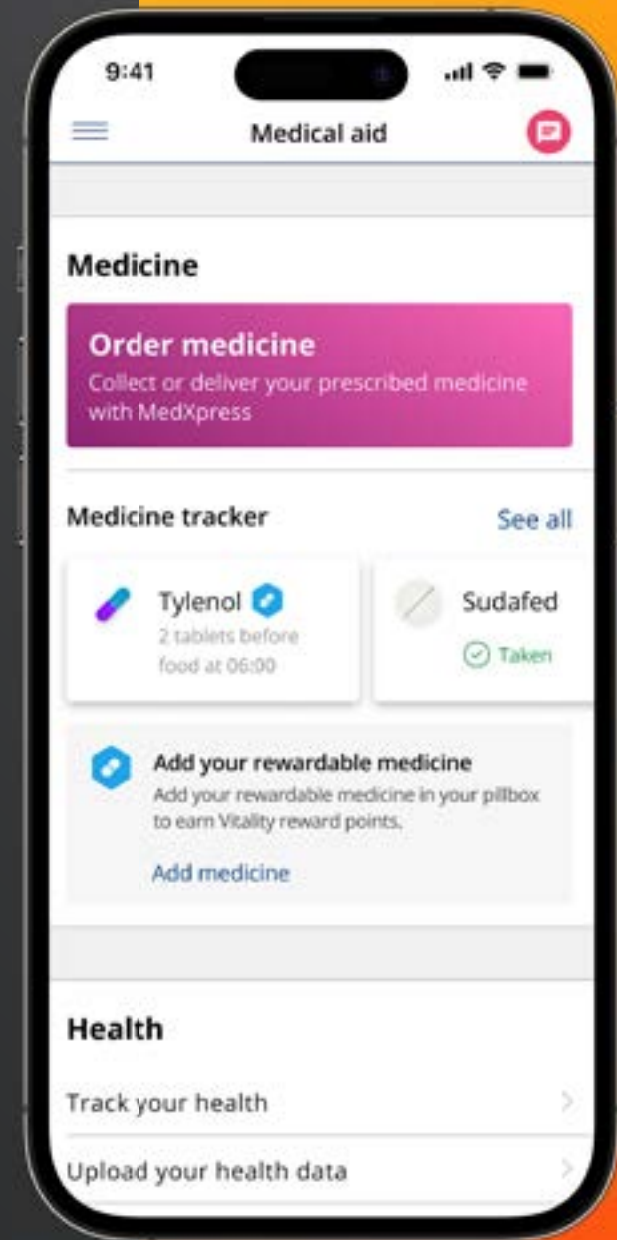 9:41
Medical aid
Medicine
Order medicine
Collect or deliver your prescribed medicine
with MedXpress
Medicine tracker
See all
Tylenol
2 tablets before
food at 06:00
Sudafed
Taken
Add your rewardable medicine
Add your rewardable medicine in your pillbox
to earn Vitality reward points.
Add medicine
Health
Track your health
Upload your health data